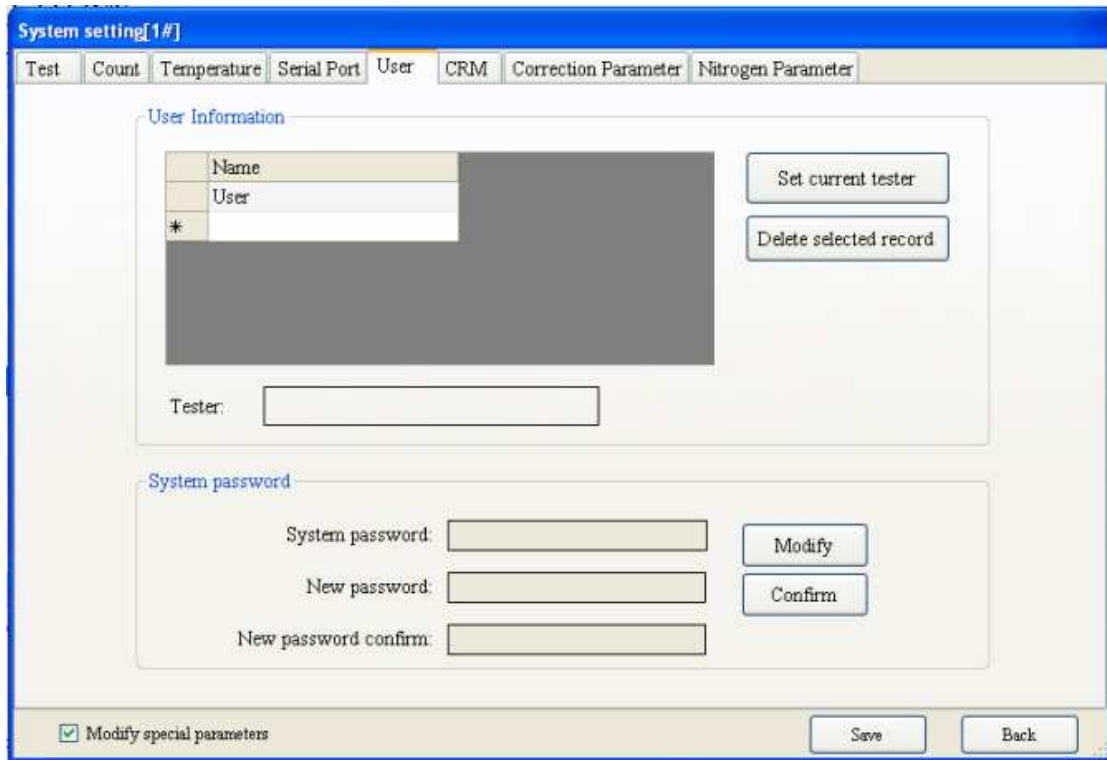 System setting[1#]
Test Count Temperature Serial Port User CRM Correction Parameter Nitrogen Parameter
User Information
Name
User
*
Set current tester
Delete selected record
Tester:
System password
System password:
Modify
New password:
Confirm
New password confirm:
Modify special parameters
Save
Back